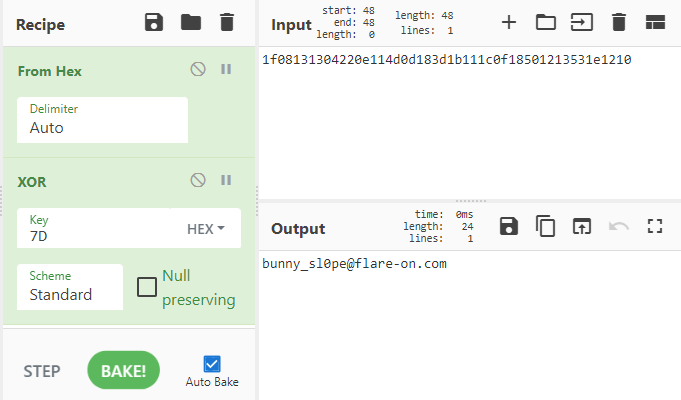 Recipe
From Hex
Delimiter
Auto
XOR
Key
7D
HEX
Scheme
Standard
Null preserving
STEP
BAKE!
Auto Bake
Input
start: 48
end: 48
length: 0
length: 48
lines: 1
1f08131304220e114d0d183d1b111c0f18501213531e1210
Output
time: 0ms
length: 24
lines: 1
bunny_sl0pe@flare-on.com